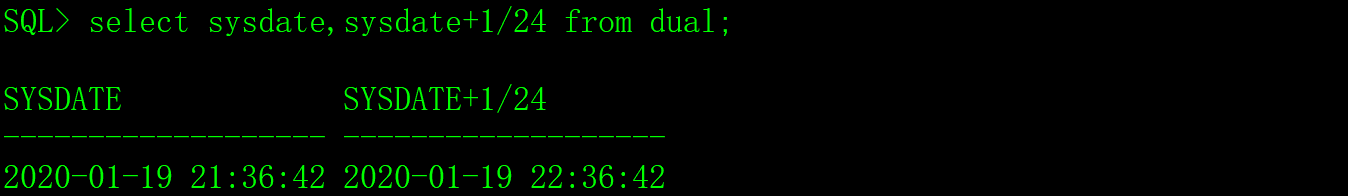 SQL> select sysdate,sysdate+1/24 from dual;
SYSDATE             SYSDATE+1/24
------------------- -------------------
2020-01-19 21:36:42 2020-01-19 22:36:42